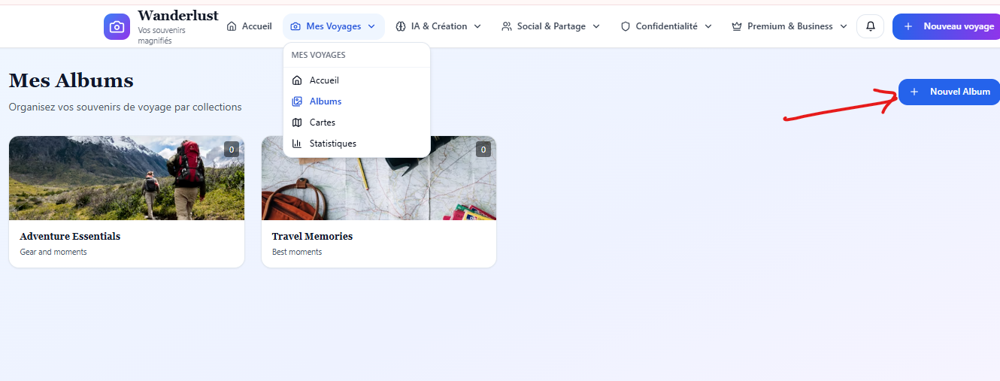 Wanderlust
Vos souvenirs
magnifiés
Accueil
Mes Voyages
IA & Création
Social & Partage
Confidentialité
Premium & Business
Nouveau voyage
MES VOYAGES
Accueil
Albums
Cartes
Statistiques
Mes Albums
Organisez vos souvenirs de voyage par collections
Nouvel Album
0
0
Adventure Essentials
Gear and moments
Travel Memories
Best moments